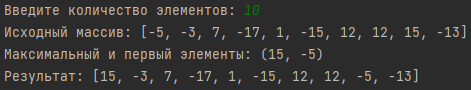 Введите количество элементов: 10
Исходный массив: [-5, -3, 7, -17, 1, -15, 12, 12, 15, -13]
Максимальный и первый элементы: (15, -5)
Результат: [15, -3, 7, -17, 1, -15, 12, 12, -5, -13]